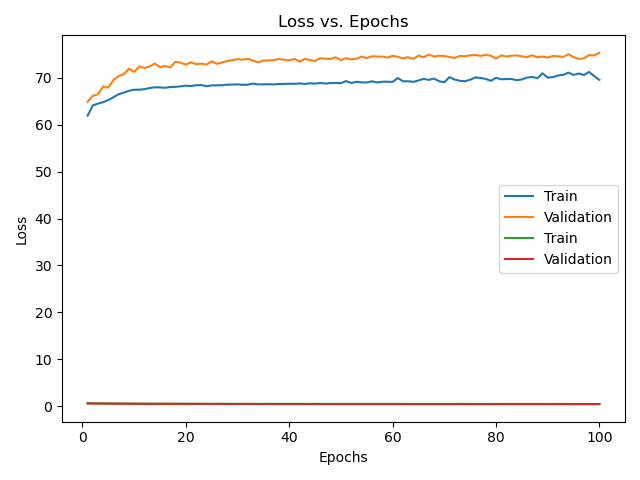 Loss vs. Epochs
Loss
70
60
50
40
30
20
10
0
Train
Validation
Train
Validation
0 20 40 60 80 100
Epochs